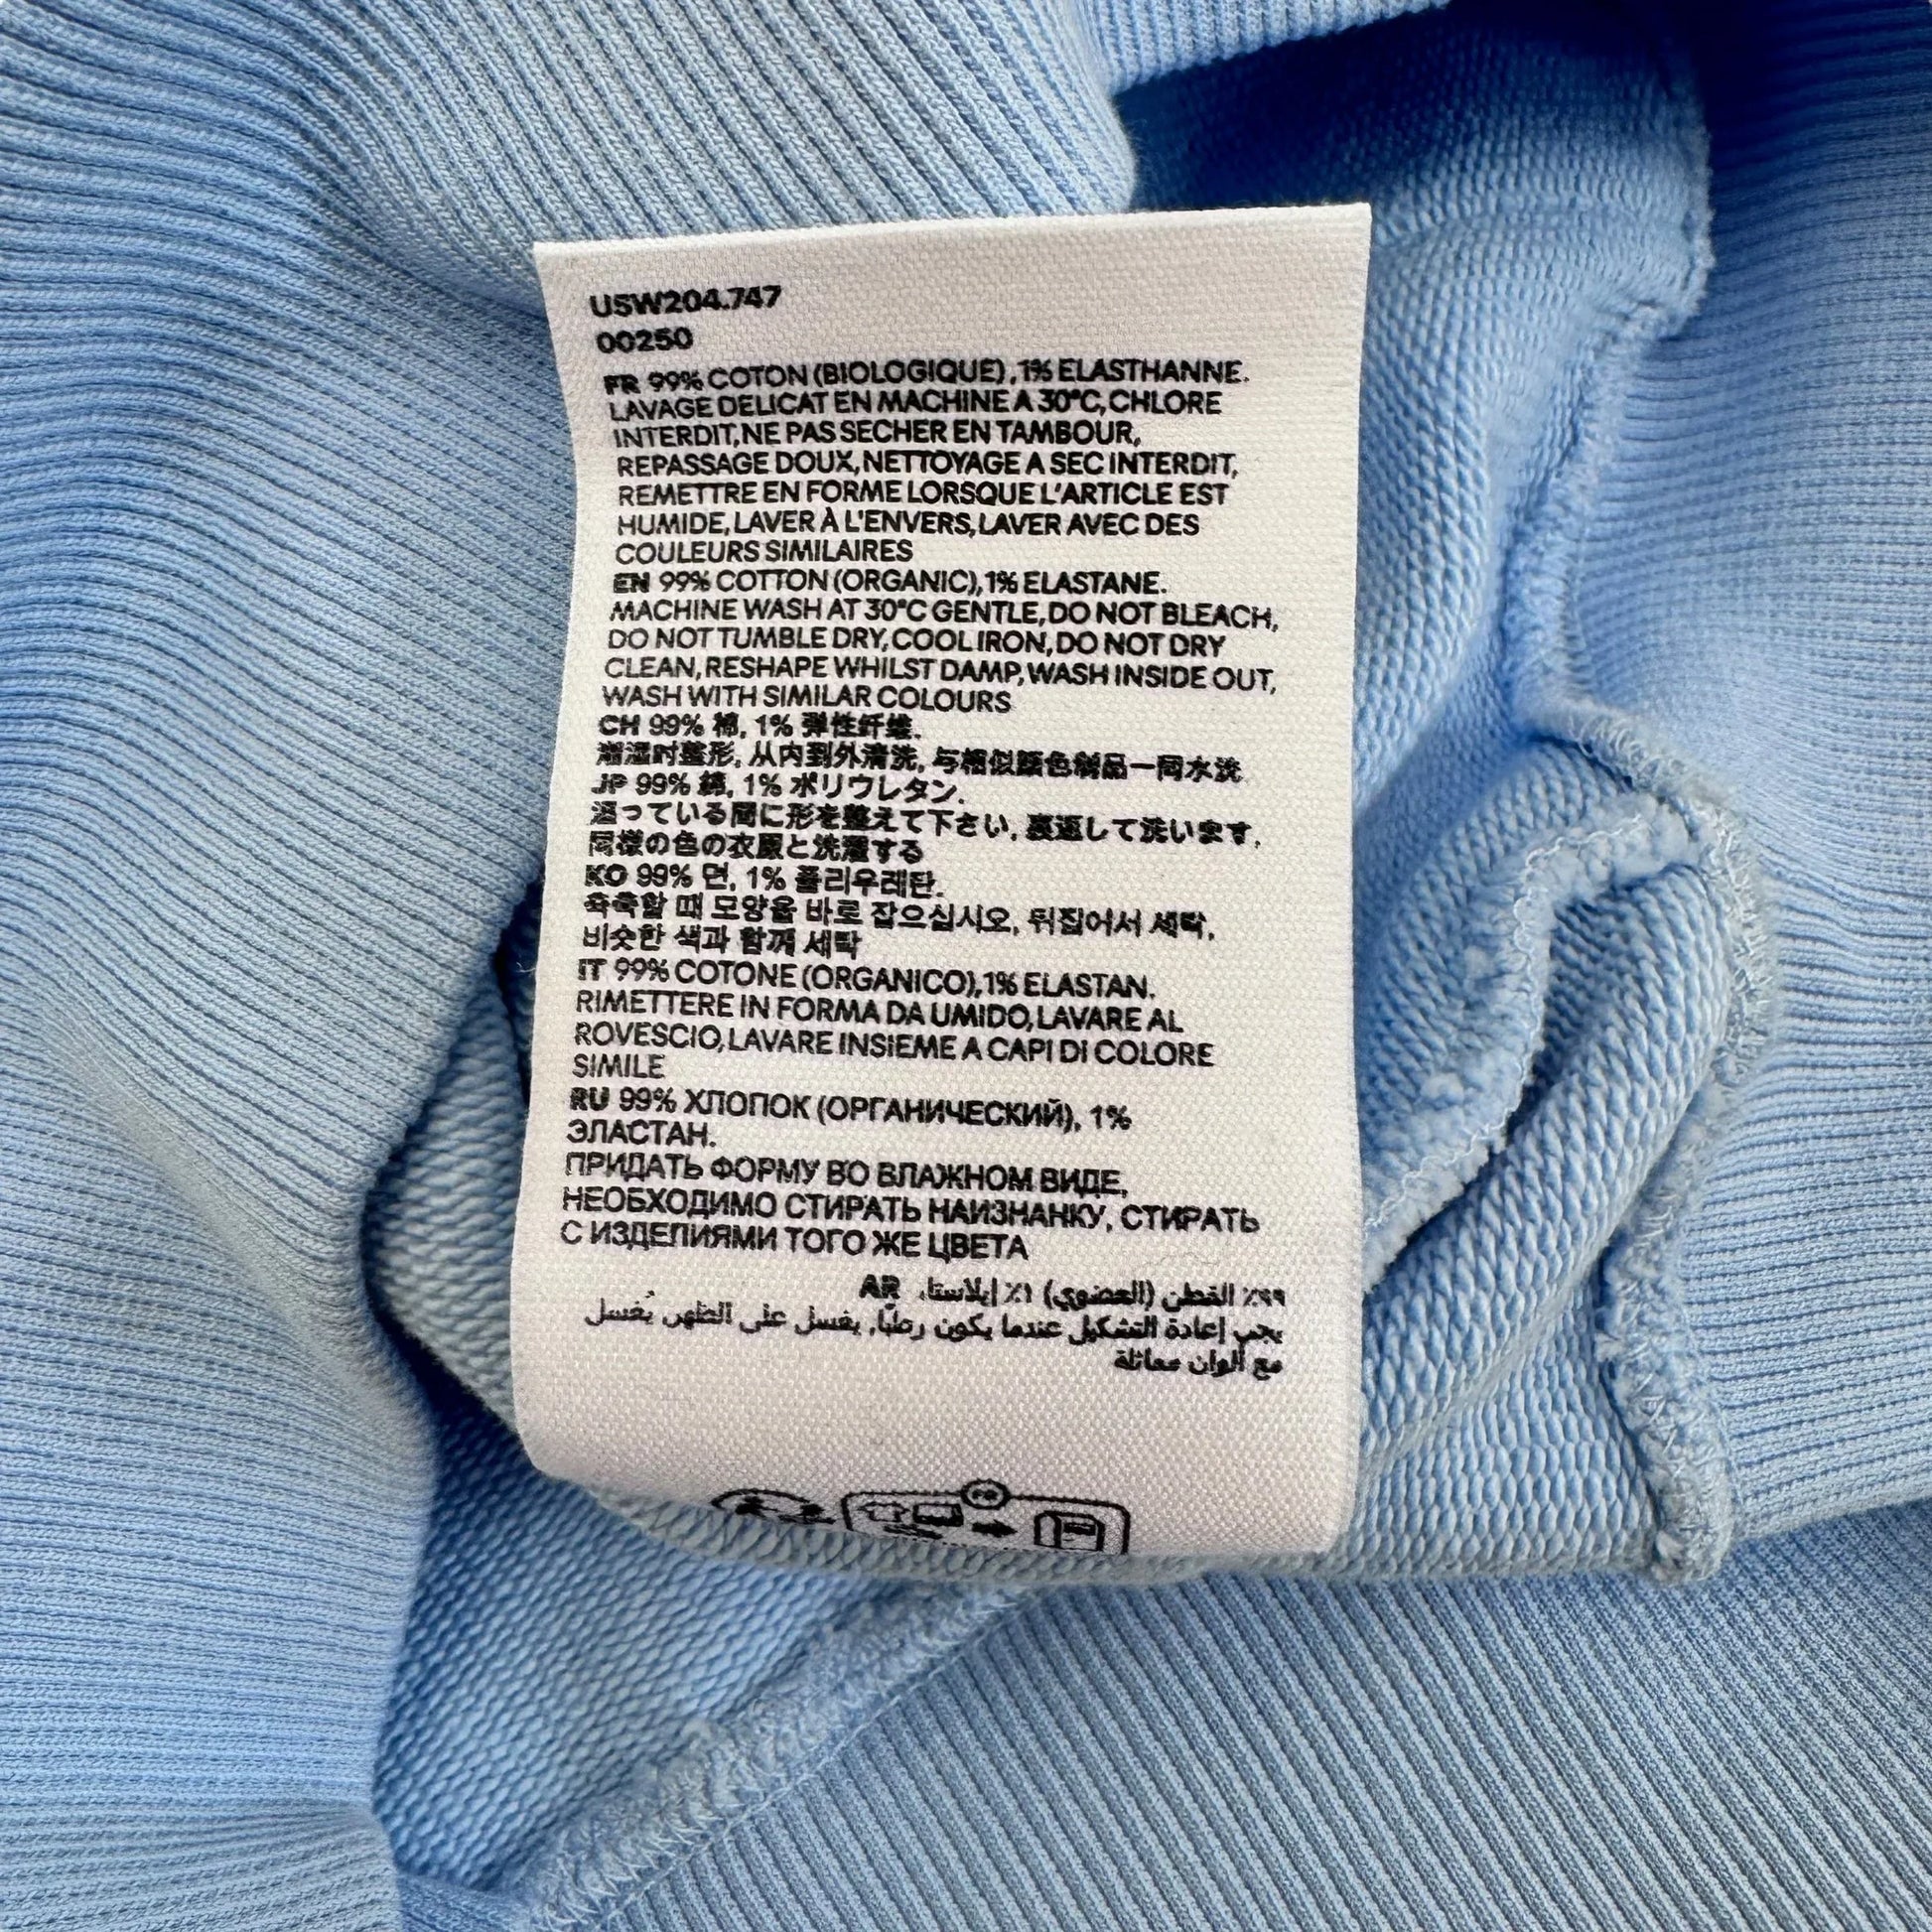 USW204.747
00250
FR 99% COTON (BIOLOGIQUE), 1% ELASTHANNE.
LAVAGE DELICAT EN MACHINE A 30°C, CHLORE
INTERDIT, NE PAS SECHER EN TAMBOUR,
REPASSAGE DOUX, NETTOYAGE A SEC INTERDIT,
REMETTRE EN FORME LORSQUE L'ARTICLE EST
HUMIDE, LAVER À L'ENVERS, LAVER AVEC DES
COULEURS SIMILAIRES
EN 99% COTTON (ORGANIC), 1% ELASTANE.
MACHINE WASH AT 30°C GENTLE, DO NOT BLEACH,
DO NOT TUMBLE DRY, COOL IRON, DO NOT DRY
CLEAN, RESHAPE WHILST DAMP, WASH INSIDE OUT,
WASH WITH SIMILAR COLOURS
CH 99% 棉, 1% 弹性纤维.
潮湿时整形, 从内到外清洗, 与相似颜色制品一同水洗
JP 99% 綿, 1% ポリウレタン.
湿っている間に形を整えて下さい, 裏返して洗います,
同様の色の衣服と洗濯する
KO 99% 면, 1% 폴리우레탄.
축축할 때 모양을 바로 잡으십시오, 뒤집어서 세탁,
비슷한 색과 함께 세탁
IT 99% COTONE (ORGANICO), 1% ELASTAN.
RIMETTERE IN FORMA DA UMIDO, LAVARE AL
ROVESCIO, LAVARE INSIEME A CAPI DI COLORE
SIMILE
RU 99% ХЛОПОК (ОРГАНИЧЕСКИЙ), 1%
ЭЛАСТАН.
ПРИДАТЬ ФОРМУ ВО ВЛАЖНОМ ВИДЕ,
НЕОБХОДИМО СТИРАТЬ НАИЗНАНКУ, СТИРАТЬ
С ИЗДЕЛИЯМИ ТОГО ЖЕ ЦВЕТА
٩٩٪ القطن (العضوي) ١٪ إيلاستا. AR
يجب إعادة التشكيل عندما يكون رطبًا, يغسل على الظهر, يُغسل
مع ألوان مماثلة
FR